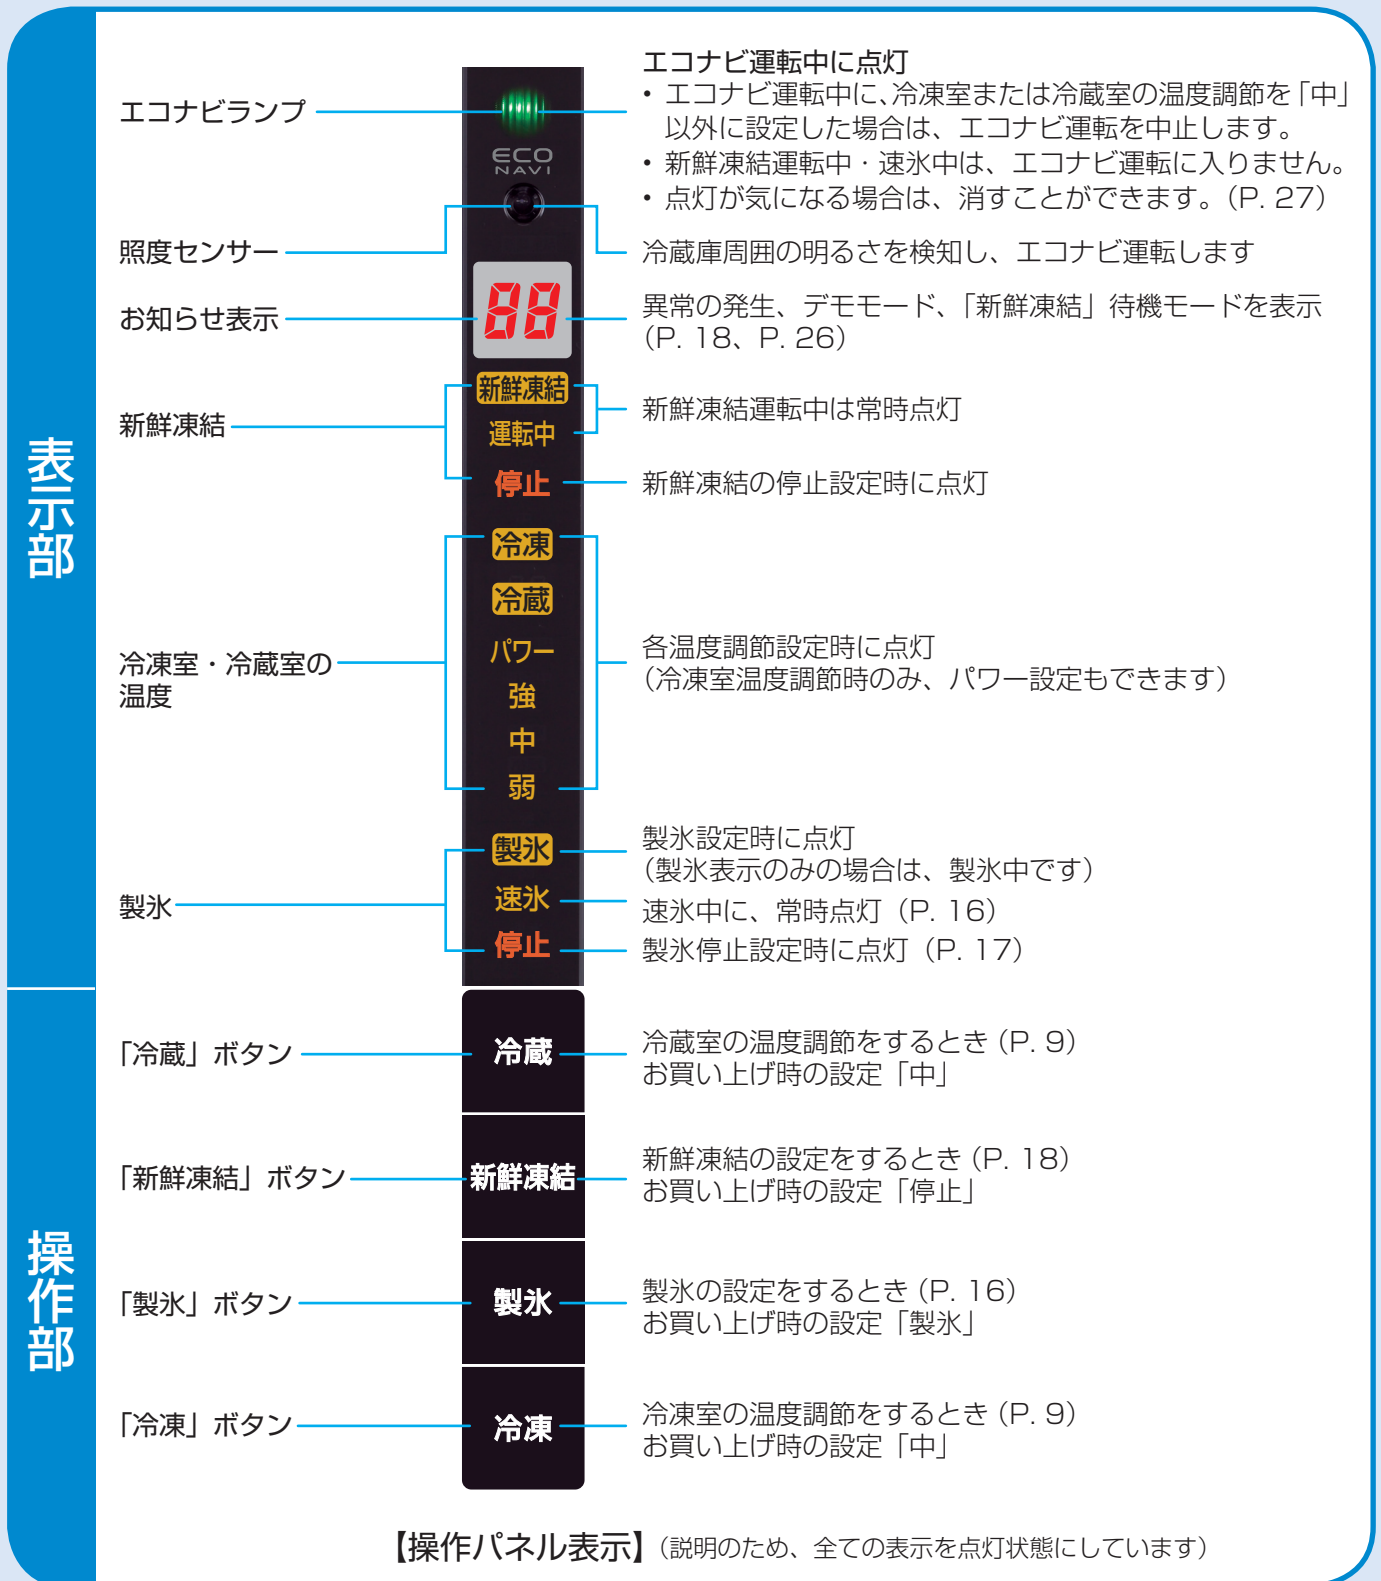 表示部
エコナビランプ
ECO
NAVI
エコナビ運転中に点灯
• エコナビ運転中に、冷凍室または冷蔵室の温度調節を「中」
以外に設定した場合は、エコナビ運転を中止します。
• 新鮮凍結運転中・速氷中は、エコナビ運転に入りません。
• 点灯が気になる場合は、消すことができます。(P. 27)
照度センサー
冷蔵庫周囲の明るさを検知し、エコナビ運転します
お知らせ表示
88
異常の発生、デモモード、「新鮮凍結」待機モードを表示
(P. 18、P. 26)
新鮮凍結
新鮮凍結
運転中
停止
新鮮凍結運転中は常時点灯
新鮮凍結の停止設定時に点灯
冷凍室・冷蔵室の
温度
冷凍
冷蔵
パワー
強
中
弱
各温度調節設定時に点灯
(冷凍室温度調節時のみ、パワー設定もできます)
製氷
製氷
速氷
停止
製氷設定時に点灯
(製氷表示のみの場合は、製氷中です)
速氷中に、常時点灯(P. 16)
製氷停止設定時に点灯(P. 17)
操作部
「冷蔵」ボタン
冷蔵
冷蔵室の温度調節をするとき(P. 9)
お買い上げ時の設定「中」
「新鮮凍結」ボタン
新鮮凍結
新鮮凍結の設定をするとき(P. 18)
お買い上げ時の設定「停止」
「製氷」ボタン
製氷
製氷の設定をするとき(P. 16)
お買い上げ時の設定「製氷」
「冷凍」ボタン
冷凍
冷凍室の温度調節をするとき(P. 9)
お買い上げ時の設定「中」
【操作パネル表示】(説明のため、全ての表示を点灯状態にしています)